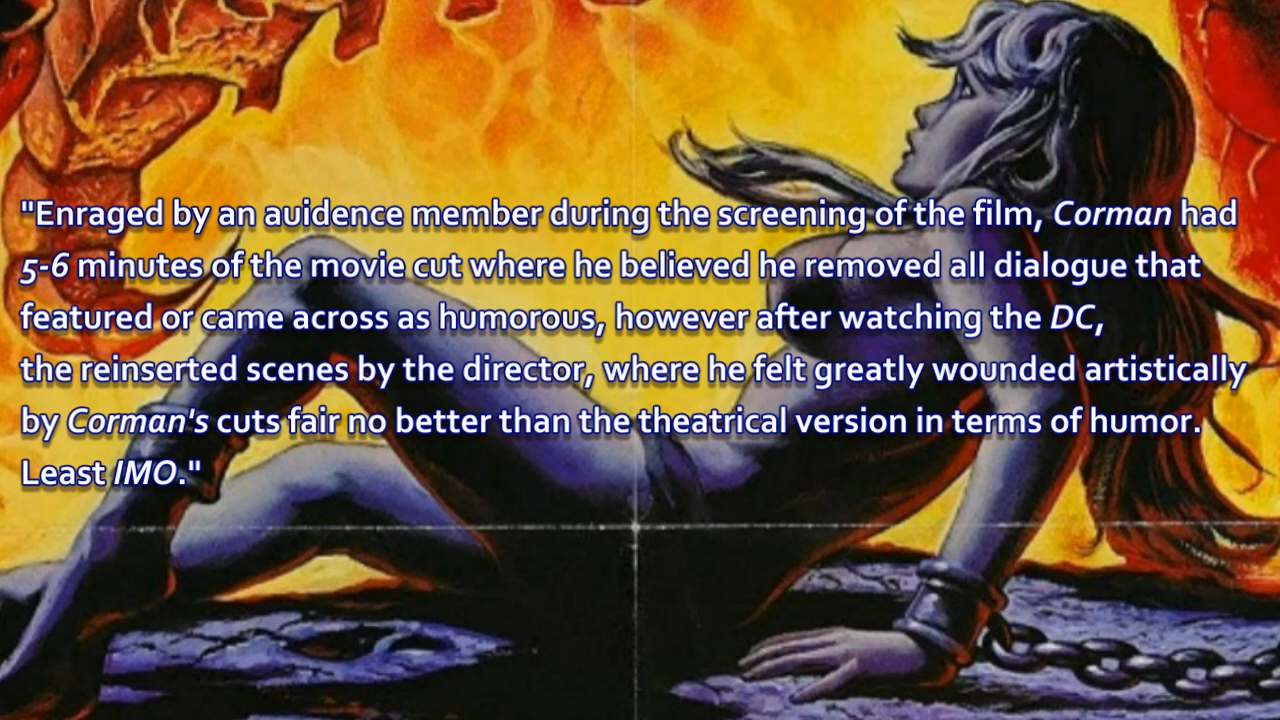 "Enraged by an auidence member during the screening of the film, Corman had
5-6 minutes of the movie cut where he believed he removed all dialogue that
featured or came across as humorous, however after watching the DC,
the reinserted scenes by the director, where he felt greatly wounded artistically
by Corman's cuts fair no better than the theatrical version in terms of humor.
Least IMO."